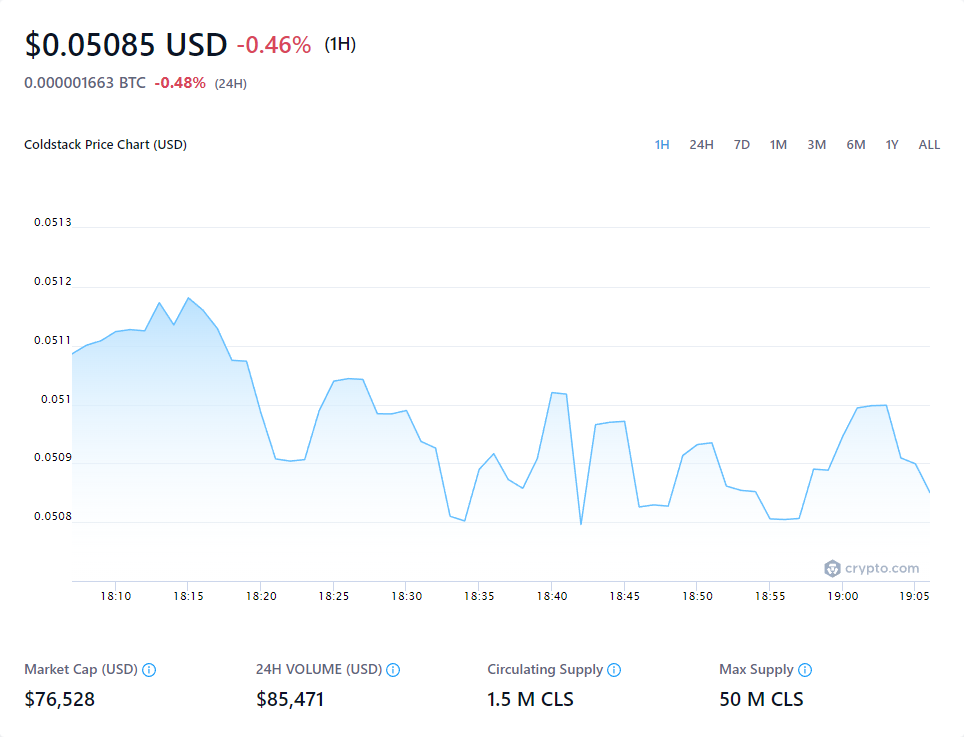 $0.05085 USD -0.46% (1H)
0.000001663 BTC -0.48% (24H)
Coldstack Price Chart (USD) 1H 24H 7D 1M 3M 6M 1Y ALL
0.0513
0.0512
0.0511
0.051
0.0509
0.0508
crypto.com
18:10 18:15 18:20 18:25 18:30 18:35 18:40 18:45 18:50 18:55 19:00 19:05
Market Cap (USD) 24H VOLUME (USD) Circulating Supply Max Supply
$76,528 $85,471 1.5 M CLS 50 M CLS